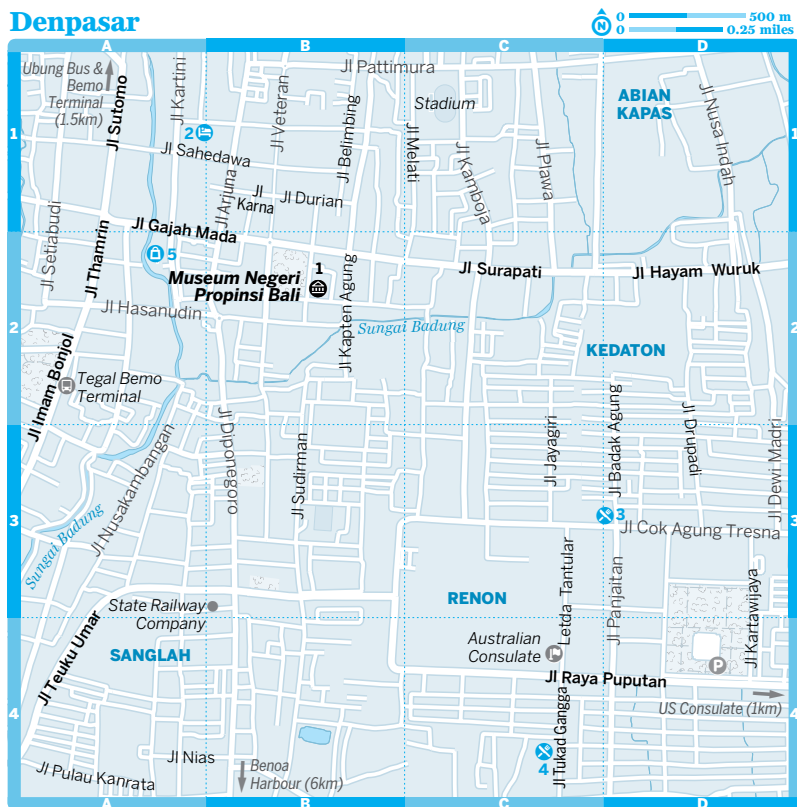 Denpasar
N
0 500 m
0 0.25 miles
A
B
C
D
1
2
3
4
1
2
3
4
Ubung Bus &
Bemo
Terminal
(1.5km)
Jl Sutomo
Jl Kartini
2
Jl Sahedawa
Jl Veteran
Jl Pattimura
Jl Belimbing
Stadium
Jl Melati
Jl Kamboja
Jl Plawa
ABIAN
KAPAS
Jl Nusa Indah
Jl Arjuna
Jl
Karna
Jl Durian
Jl Setiabudi
Jl Thamrin
Jl Gajah Mada
5
Museum Negeri
Propinsi Bali
1
Jl Kapten Agung
Jl Surapati
Jl Hayam Wuruk
Jl Hasanudin
Sungai Badung
KEDATON
Jl Imam Bonjol
Tegal Bemo
Terminal
Jl Diponegoro
Jl Nusakambangan
Jl Sudirman
Jl Jayagiri
Jl Badak Agung
Jl Drupadi
Jl Dewi Madri
3
Jl Cok Agung Tresna
Sungai Badung
State Railway
Company
RENON
Letda Tantular
Jl Panjaitan
Jl Kartawijaya
Australian
Consulate
P
SANGLAH
Jl Teuku Umar
Jl Raya Puputan
US Consulate (1km)
Jl Tukad Gangga
4
Jl Nias
Jl Pulau Kanrata
Benoa
Harbour (6km)